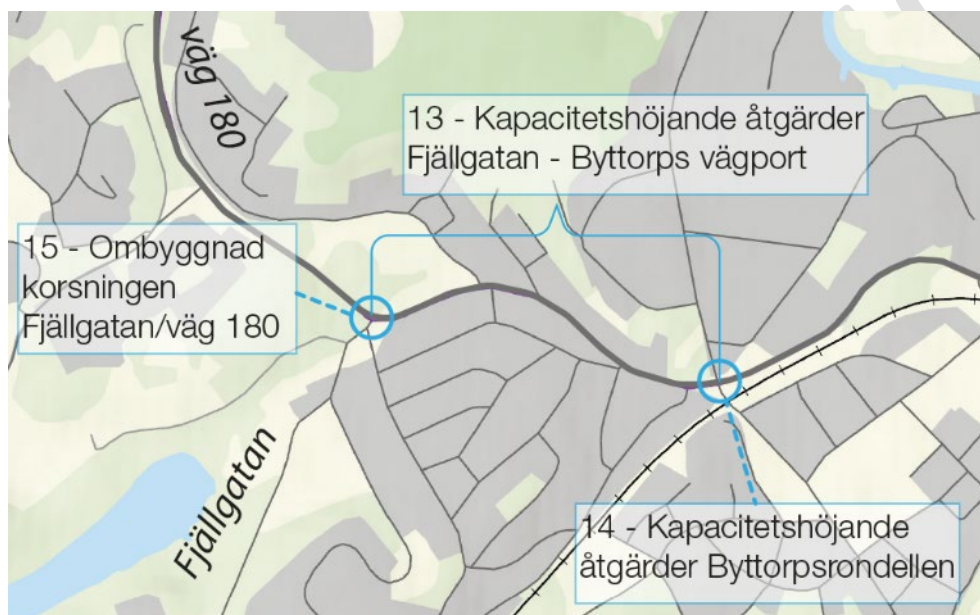 väg 180
13 - Kapacitetshöjande åtgärder
Fjällgatan - Byttorps vägport
15 - Ombyggnad
korsningen
Fjällgatan/väg 180
Fjällgatan
14 - Kapacitetshöjande
åtgärder Byttorpsrondellen